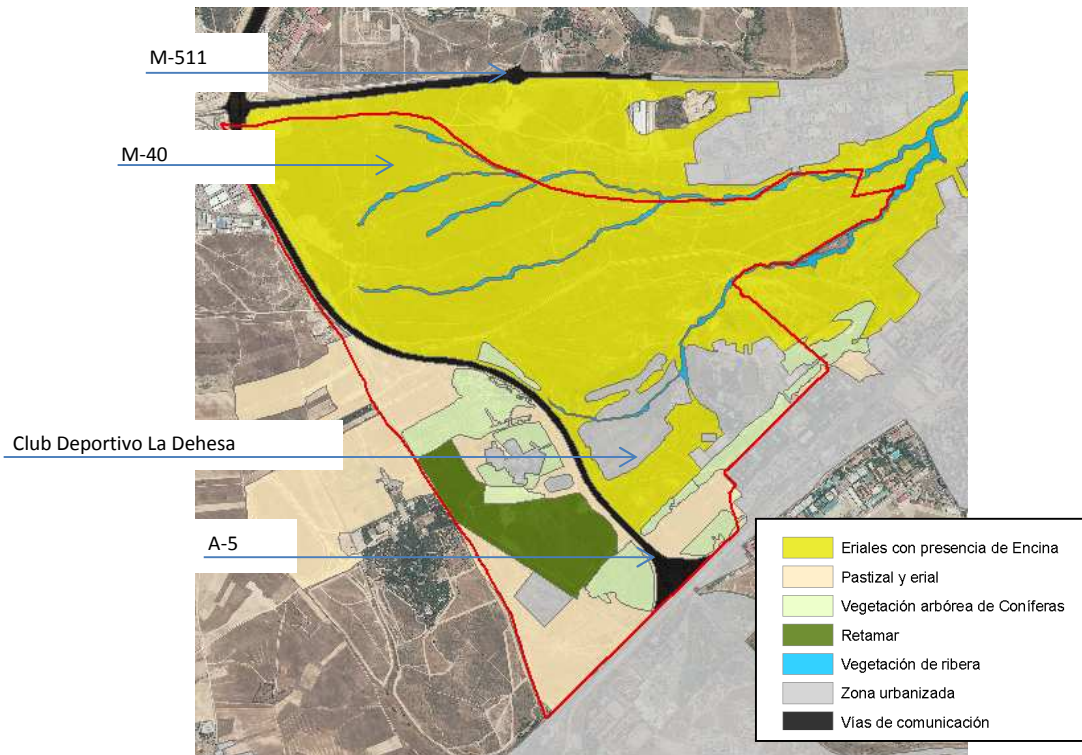 M-511
M-40
Club Deportivo La Dehesa
A-5
Eriales con presencia de Encina
Pastizal y erial
Vegetación arbórea de Coníferas
Retamar
Vegetación de ribera
Zona urbanizada
Vías de comunicación